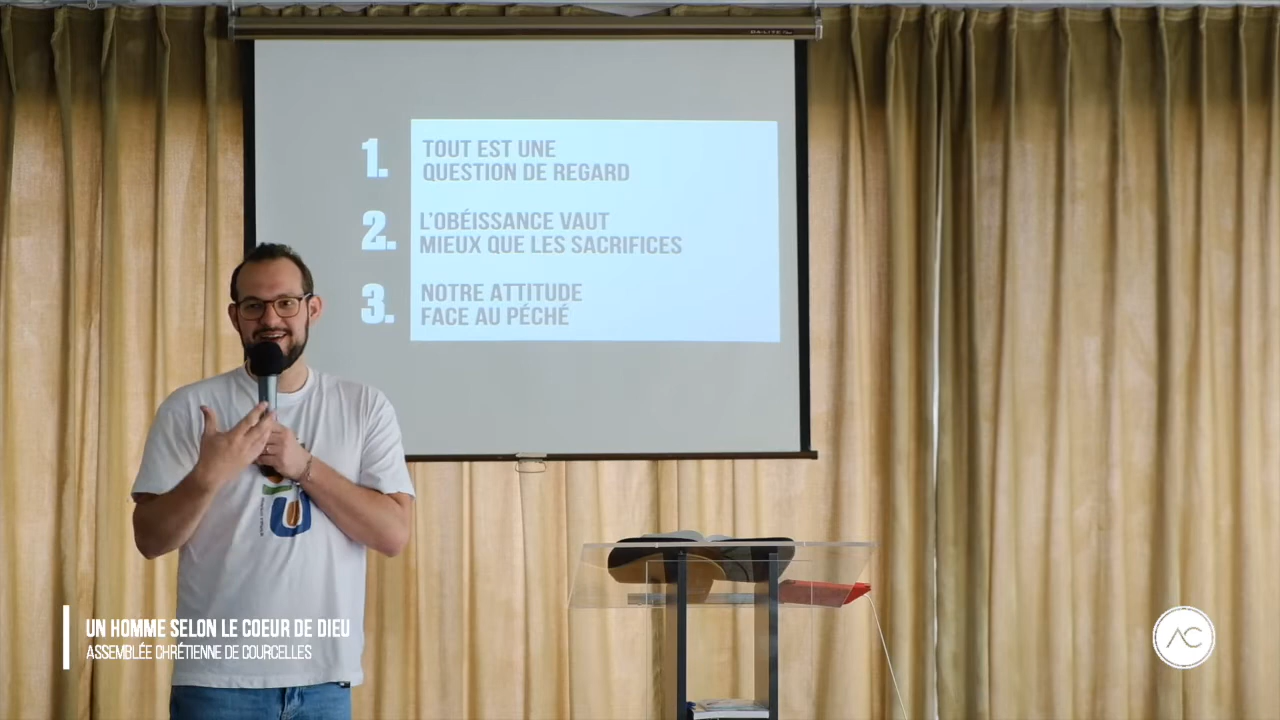 1. TOUT EST UNE
QUESTION DE REGARD
2. L'OBÉISSANCE VAUT
MIEUX QUE LES SACRIFICES
3. NOTRE ATTITUDE
FACE AU PÉCHÉ
UN HOMME SELON LE COEUR DE DIEU
ASSEMBLÉE CHRÉTIENNE DE COURCELLES
AC